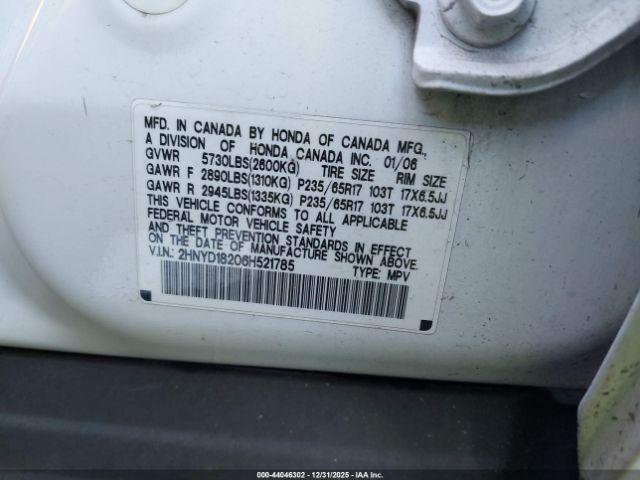 MFD. IN CANADA BY HONDA OF CANADA MFG.,
A DIVISION OF HONDA CANADA INC. 01/06
GVWR 5730LBS(2600KG) TIRE SIZE RIM SIZE
GAWR F 2890LBS(1310KG) P235/65R17 103T 17X6.5JJ
GAWR R 2945LBS(1335KG) P235/65R17 103T 17X6.5JJ
THIS VEHICLE CONFORMS TO ALL APPLICABLE
FEDERAL MOTOR VEHICLE SAFETY
AND THEFT PREVENTION STANDARDS IN EFFECT
ON THE DATE OF MANUFACTURE SHOWN ABOVE.
V.I.N.: 2HNYD18206H521785
TYPE: MPV
000-44046302 - 12/31/2025 - IAAI.com